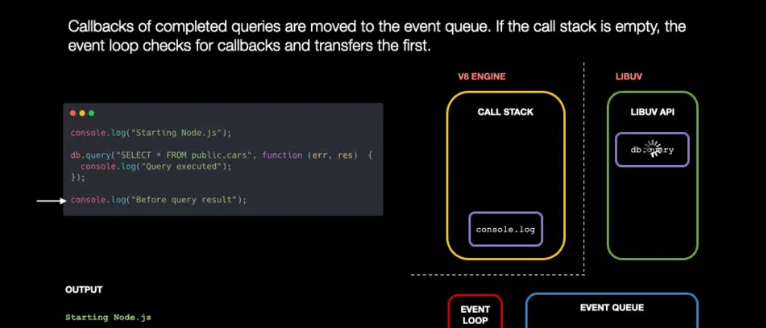 Callbacks of completed queries are moved to the event queue. If the call stack is empty, the
event loop checks for callbacks and transfers the first.
V8 ENGINE
LIBUV
CALL STACK
LIBUV API
console.log("Starting Node.js");
db.query("SELECT * FROM public.cars", function (err, res) {
console.log("Query executed");
});
console.log("Before query result");
db.query
console.log
OUTPUT
Starting Node.js
EVENT
LOOP
EVENT QUEUE